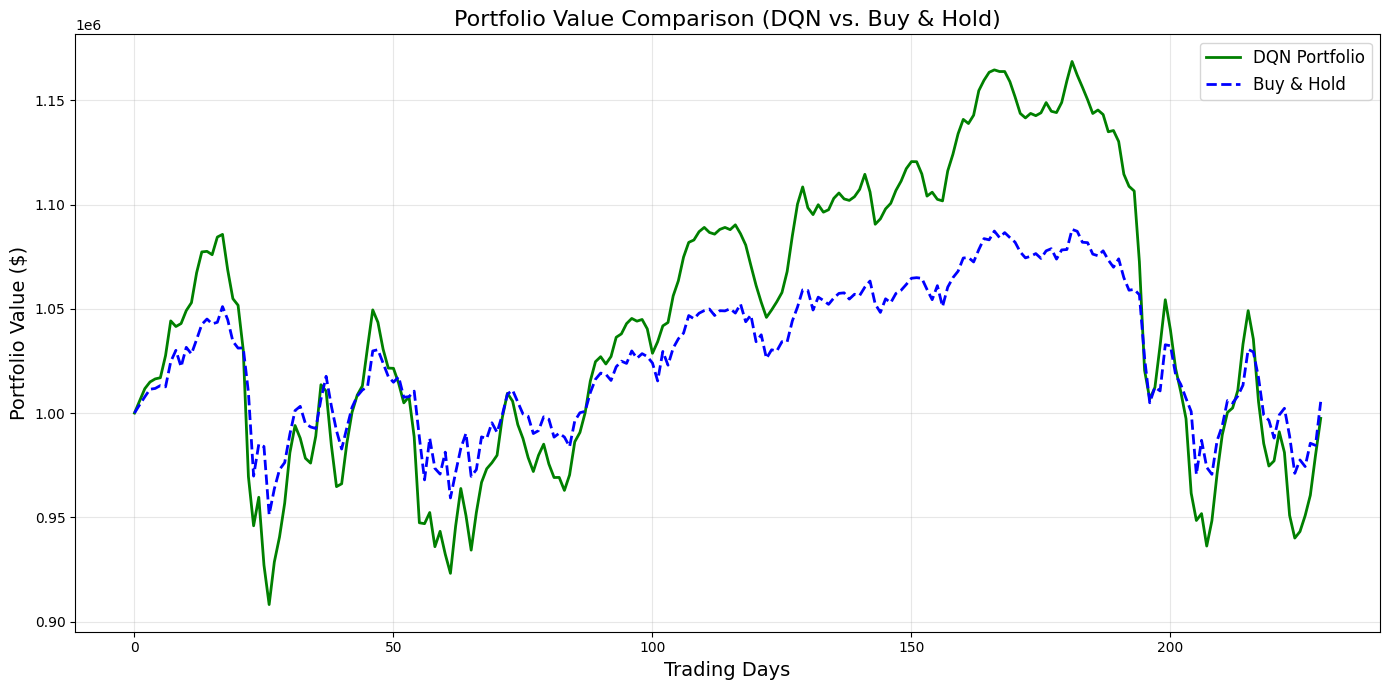 Portfolio Value Comparison (DQN vs. Buy & Hold)
1e6
DQN Portfolio
Buy & Hold
1.15
1.10
1.05
1.00
0.95
0.90
Portfolio Value ($)
0
50
100
150
200
Trading Days